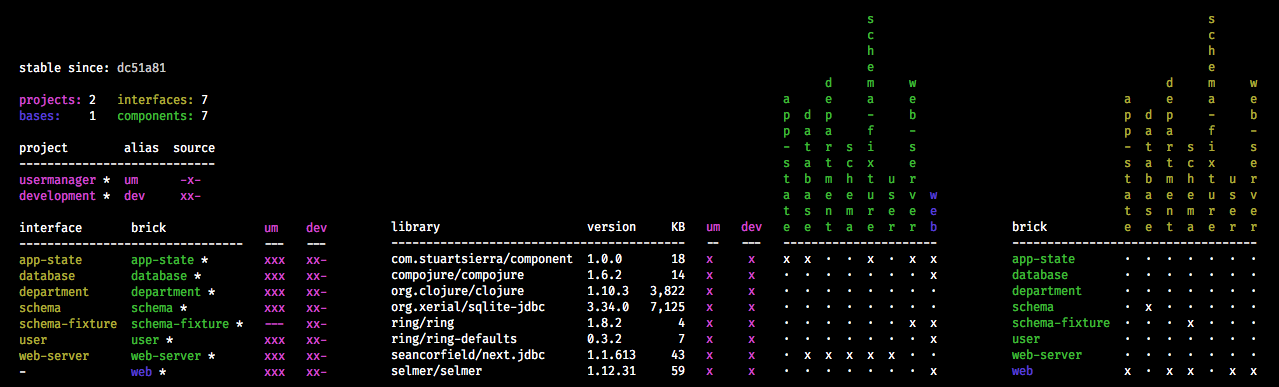 stable since: dc51a81
projects: 2 interfaces: 7
bases: 1 components: 7
project alias source
----------------------------
usermanager * um -x-
development * dev xx-
interface brick um dev
-------------------------------- --- ---
app-state app-state * xxx xx-
database database * xxx xx-
department department * xxx xx-
schema schema * xxx xx-
schema-fixture schema-fixture * --- xx-
user user * xxx xx-
web-server web-server * xxx xx-
- web * xxx xx-
library version KB um dev app-state database department schema schema-fixture user web-server web
------------------------------------------ -- --- ----------------------
com.stuartsierra/component 1.0.0 18 x x x x · · x · x x
compojure/compojure 1.6.2 14 x x · · · · · · · x
org.clojure/clojure 1.10.3 3,822 x x · · · · · · · ·
org.xerial/sqlite-jdbc 3.34.0 7,125 x x · · · · · · · ·
ring/ring 1.8.2 4 x x · · · · · · x x
ring/ring-defaults 0.3.2 7 x x · · · · · · · x
seancorfield/next.jdbc 1.1.613 43 x x · x x x x x · ·
selmer/selmer 1.12.31 59 x x · · · · · · · x
brick app-state database department schema schema-fixture user web-server
-----------------------------------
app-state · · · · · · ·
database · · · · · · ·
department · · · · · · ·
schema · x · · · · ·
schema-fixture · · · x · · ·
user · · · · · · ·
web-server · · · · · · ·
web x · x x · x x